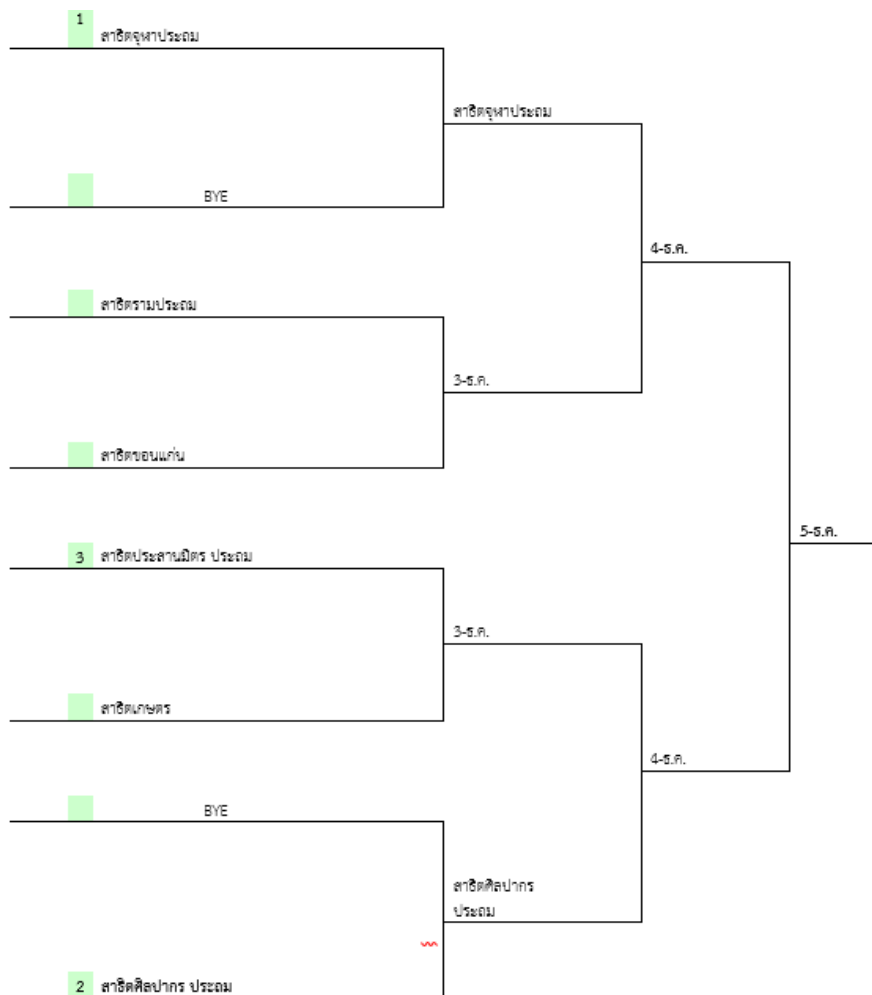 1
สาธิตจุฬาประถม
สาธิตจุฬาประถม
BYE
4-ธ.ค.
สาธิตรามประถม
3-ธ.ค.
สาธิตขอนแก่น
5-ธ.ค.
3 สาธิตประสานมิตร ประถม
3-ธ.ค.
สาธิตเกษตร
4-ธ.ค.
BYE
สาธิตศิลปากร
ประถม
2 สาธิตศิลปากร ประถม